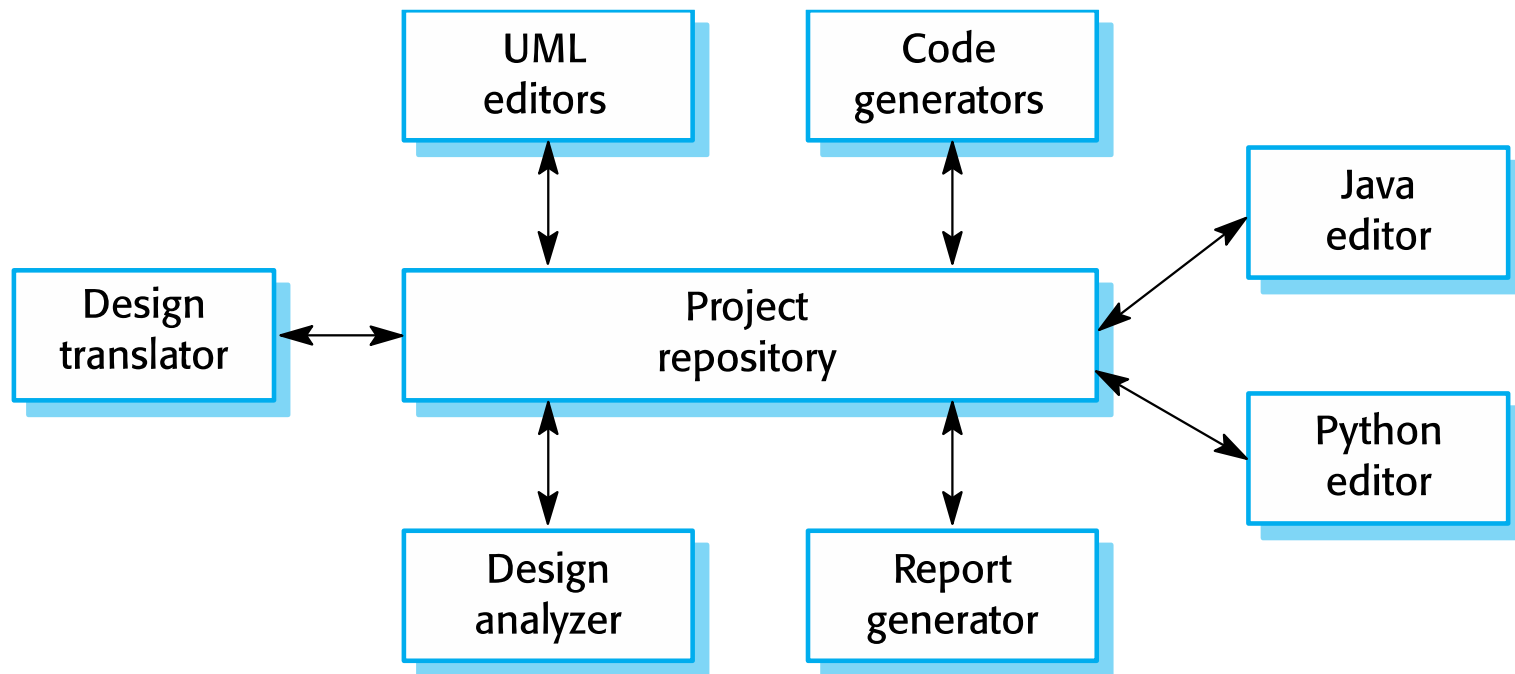 UML
editors
Code
generators
Java
editor
Design
translator
Project
repository
Python
editor
Design
analyzer
Report
generator